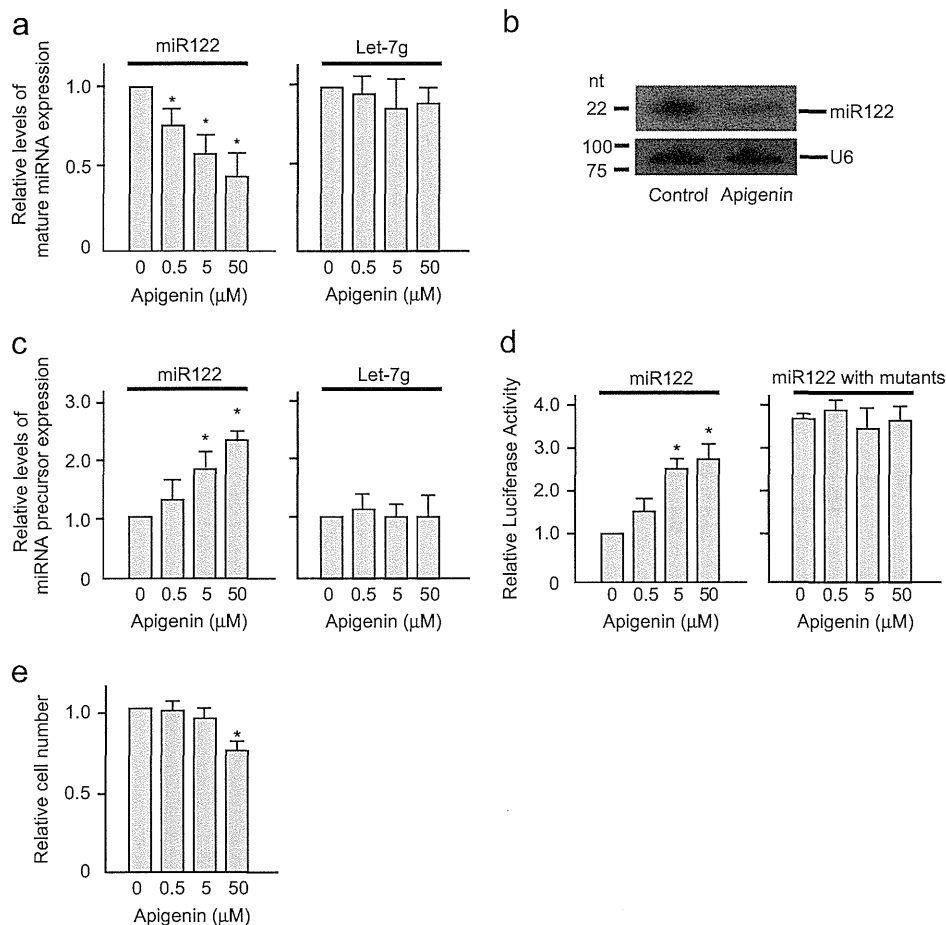 a
miR122
Let-7g
Relative levels of
mature miRNA expression
1.0
0.5
0
0 0.5 5 50
Apigenin (μM)
* * *
0 0.5 5 50
Apigenin (μM)
b
nt
22
miR122
100
75
U6
Control Apigenin
c
miR122
Let-7g
Relative levels of
miRNA precursor expression
3.0
2.0
1.0
0
* *
0 0.5 5 50
Apigenin (μM)
0 0.5 5 50
Apigenin (μM)
d
miR122
miR122 with mutants
Relative Luciferase Activity
4.0
3.0
2.0
1.0
0
* *
0 0.5 5 50
Apigenin (μM)
0 0.5 5 50
Apigenin (μM)
e
Relative cell number
1.0
0.5
0
*
0 0.5 5 50
Apigenin (μM)